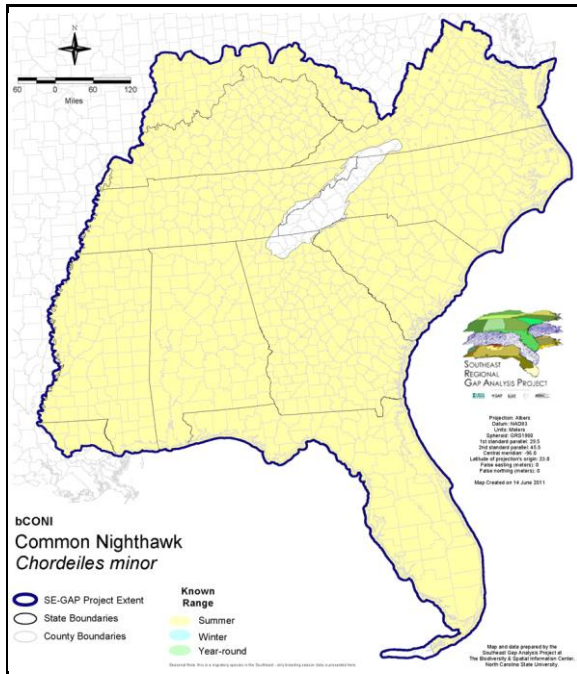 N
60 0 60 120
Miles
SOUTHEAST
REGIONAL
GAP ANALYSIS PROJECT
Projection: Albers
Datum: NAD83
Units: Meters
Spheroid: GRS1980
1st standard parallel: 29.5
2nd standard parallel: 45.5
Central meridian: -96.0
Latitude of projection's origin: 23.0
False easting (meters): 0
False northing (meters): 0
Map Created on 14 June 2011
bCONI
Common Nighthawk
Chordeiles minor
SE-GAP Project Extent
State Boundaries
County Boundaries
Known
Range
Summer
Winter
Year-round
Map and data prepared by the
Southeast Gap Analysis Project at
The Biodiversity & Spatial Information Center,
North Carolina State University.